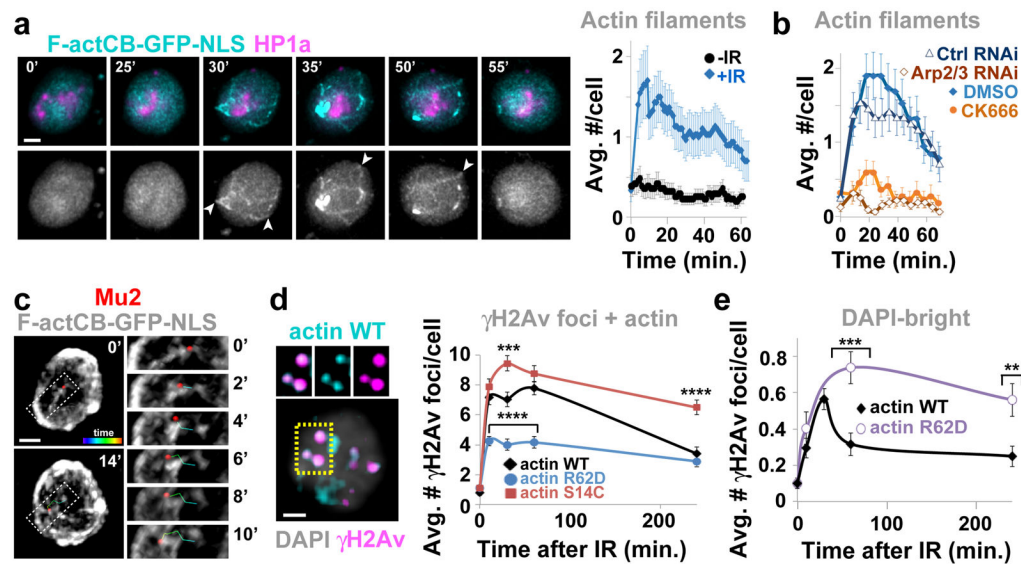 a
F-actCB-GFP-NLS HP1a
0’ 25’ 30’ 35’ 50’ 55’
Actin filaments
Avg. #/cell
2
1
0
-IR
+IR
0 10 20 30 40 50 60
Time (min.)
b
Actin filaments
Avg. #/cell
2
1
0
Ctrl RNAi
Arp2/3 RNAi
DMSO
CK666
0 20 40 60
Time (min.)
c
Mu2
F-actCB-GFP-NLS
0’
time
14’
0’
2’
4’
6’
8’
10’
d
actin WT
DAPI γH2Av
γH2Av foci + actin
Avg. # γH2Av foci/cell
10
8
6
4
2
0
***
****
****
actin WT
actin R62D
actin S14C
0 100 200
Time after IR (min.)
e
DAPI-bright
Avg. # γH2Av foci/cell
0.8
0.6
0.4
0.2
0
***
**
actin WT
actin R62D
0 100 200
Time after IR (min.)